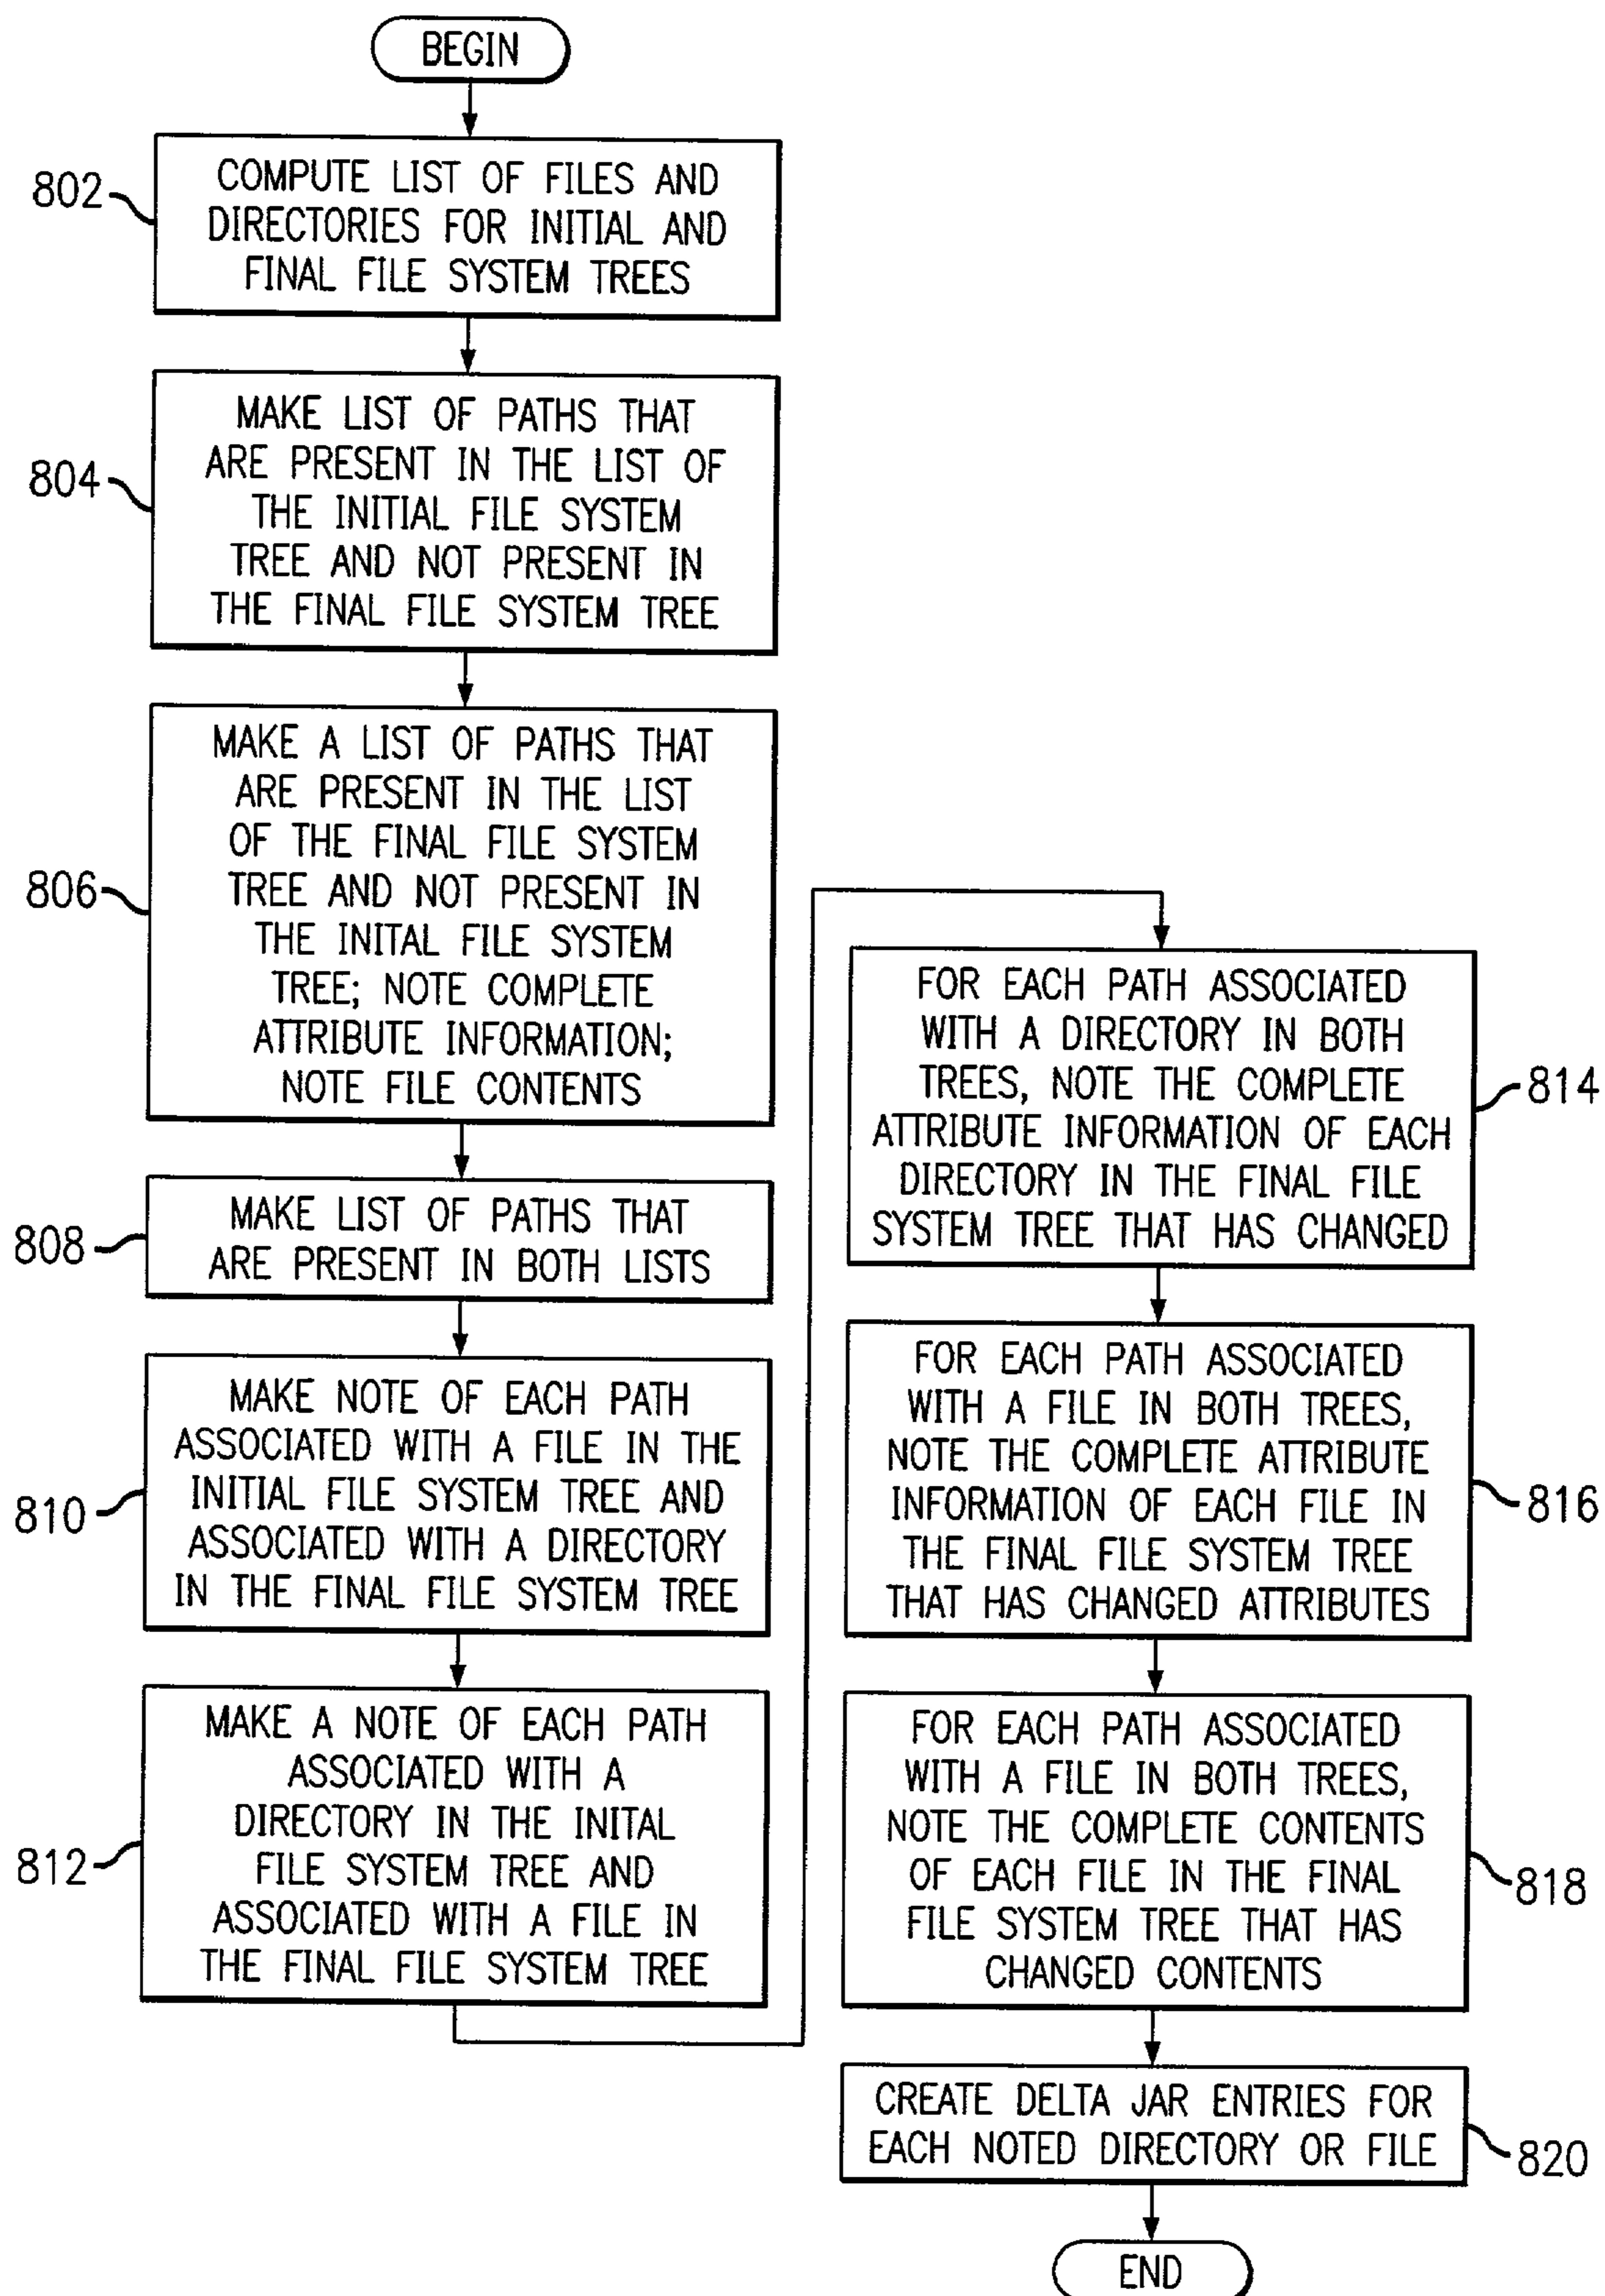 BEGIN
802
COMPUTE LIST OF FILES AND
DIRECTORIES FOR INITIAL AND
FINAL FILE SYSTEM TREES
804
MAKE LIST OF PATHS THAT
ARE PRESENT IN THE LIST OF
THE INITIAL FILE SYSTEM
TREE AND NOT PRESENT IN
THE FINAL FILE SYSTEM TREE
806
MAKE A LIST OF PATHS THAT
ARE PRESENT IN THE LIST
OF THE FINAL FILE SYSTEM
TREE AND NOT PRESENT IN
THE INITAL FILE SYSTEM
TREE; NOTE COMPLETE
ATTRIBUTE INFORMATION;
NOTE FILE CONTENTS
808
MAKE LIST OF PATHS THAT
ARE PRESENT IN BOTH LISTS
810
MAKE NOTE OF EACH PATH
ASSOCIATED WITH A FILE IN THE
INITIAL FILE SYSTEM TREE AND
ASSOCIATED WITH A DIRECTORY
IN THE FINAL FILE SYSTEM TREE
812
MAKE A NOTE OF EACH PATH
ASSOCIATED WITH A
DIRECTORY IN THE INITAL
FILE SYSTEM TREE AND
ASSOCIATED WITH A FILE IN
THE FINAL FILE SYSTEM TREE
FOR EACH PATH ASSOCIATED
WITH A DIRECTORY IN BOTH
TREES, NOTE THE COMPLETE
ATTRIBUTE INFORMATION OF EACH
DIRECTORY IN THE FINAL FILE
SYSTEM TREE THAT HAS CHANGED
814
FOR EACH PATH ASSOCIATED
WITH A FILE IN BOTH TREES,
NOTE THE COMPLETE ATTRIBUTE
INFORMATION OF EACH FILE IN
THE FINAL FILE SYSTEM TREE
THAT HAS CHANGED ATTRIBUTES
816
FOR EACH PATH ASSOCIATED
WITH A FILE IN BOTH TREES,
NOTE THE COMPLETE CONTENTS
OF EACH FILE IN THE FINAL
FILE SYSTEM TREE THAT HAS
CHANGED CONTENTS
818
CREATE DELTA JAR ENTRIES FOR
EACH NOTED DIRECTORY OR FILE
820
END